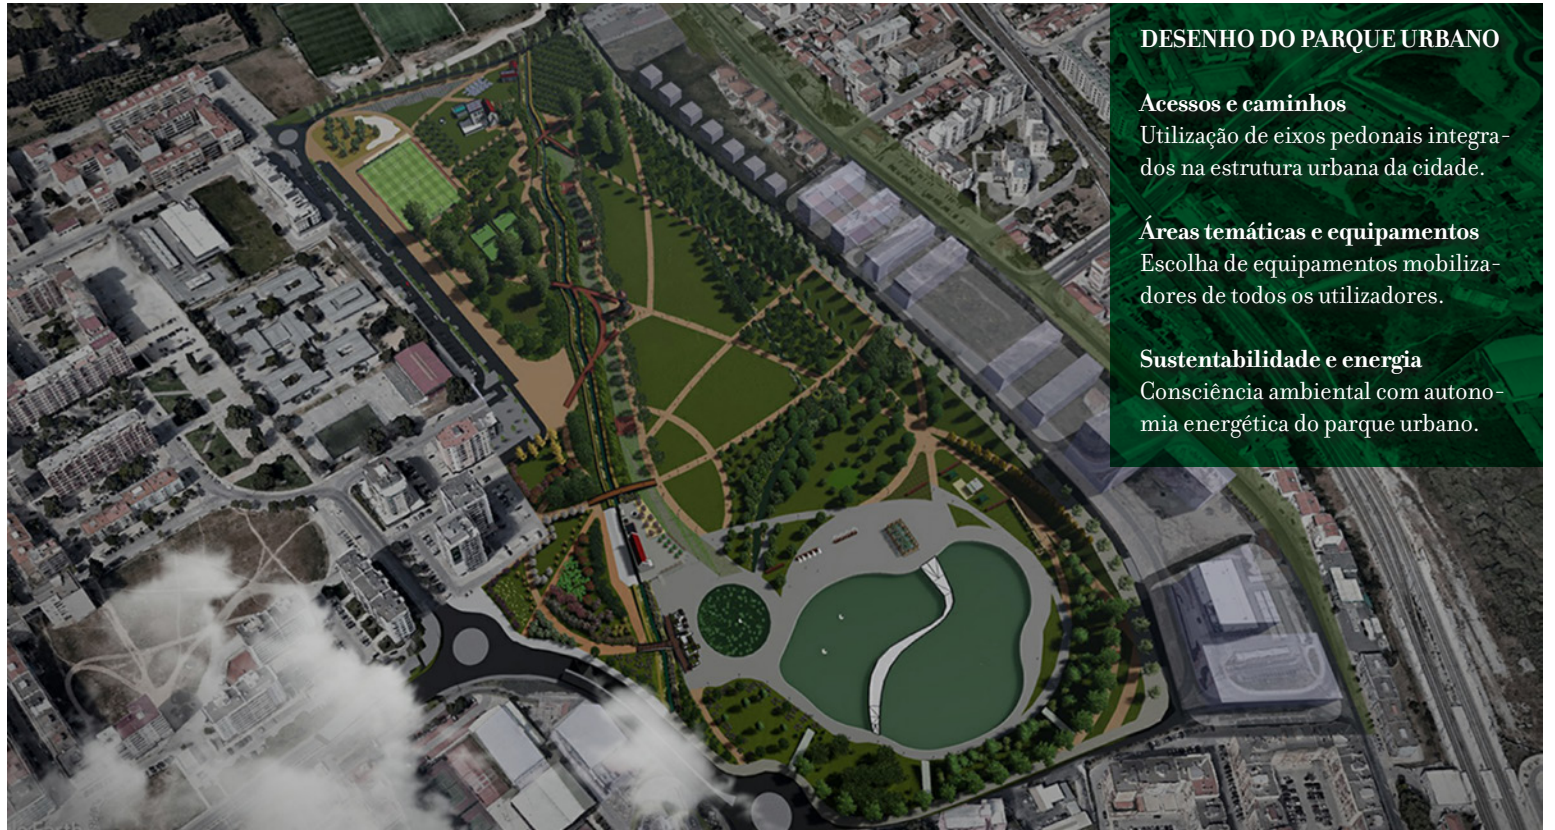 DESENHO DO PARQUE URBANO
Acessos e caminhos
Utilização de eixos pedonais integra-
dos na estrutura urbana da cidade.
Áreas temáticas e equipamentos
Escolha de equipamentos mobiliza-
dores de todos os utilizadores.
Sustentabilidade e energia
Consciência ambiental com autono-
mia energética do parque urbano.